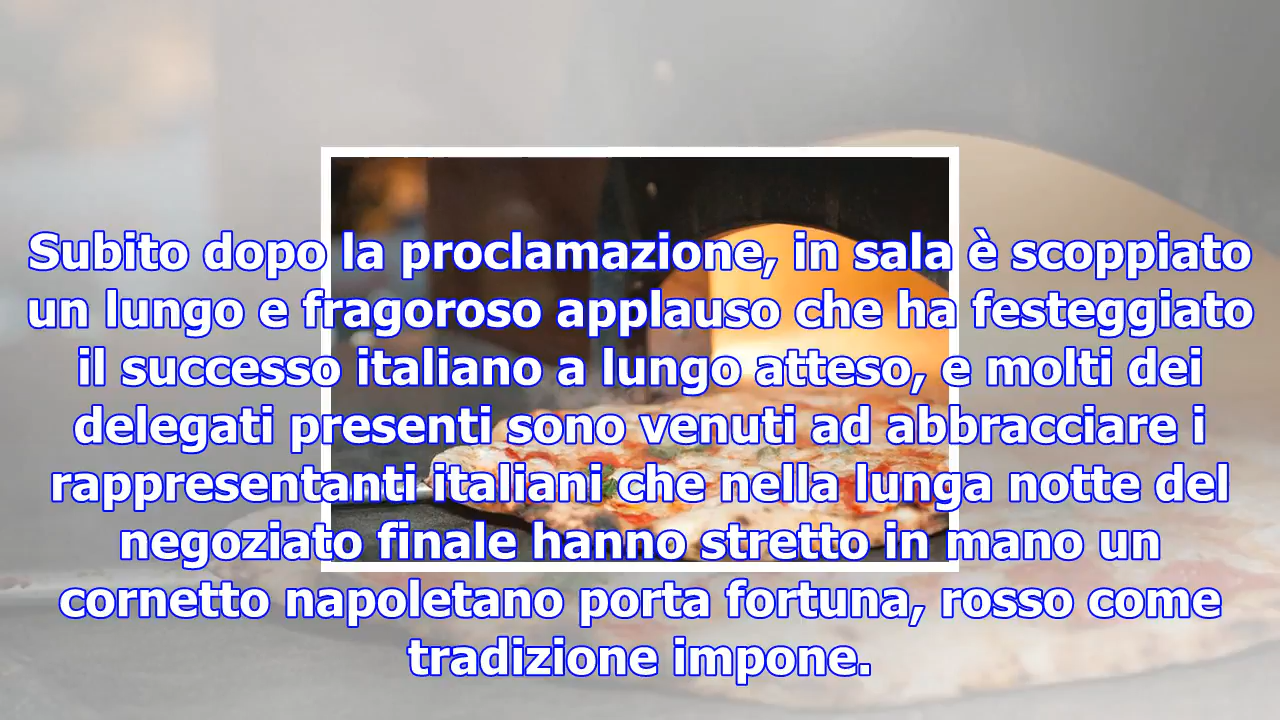 Subito dopo la proclamazione, in sala è scoppiato
un lungo e fragoroso applauso che ha festeggiato
il successo italiano a lungo atteso, e molti dei
delegati presenti sono venuti ad abbracciare i
rappresentanti italiani che nella lunga notte del
negoziato finale hanno stretto in mano un
cornetto napoletano porta fortuna, rosso come
tradizione impone.